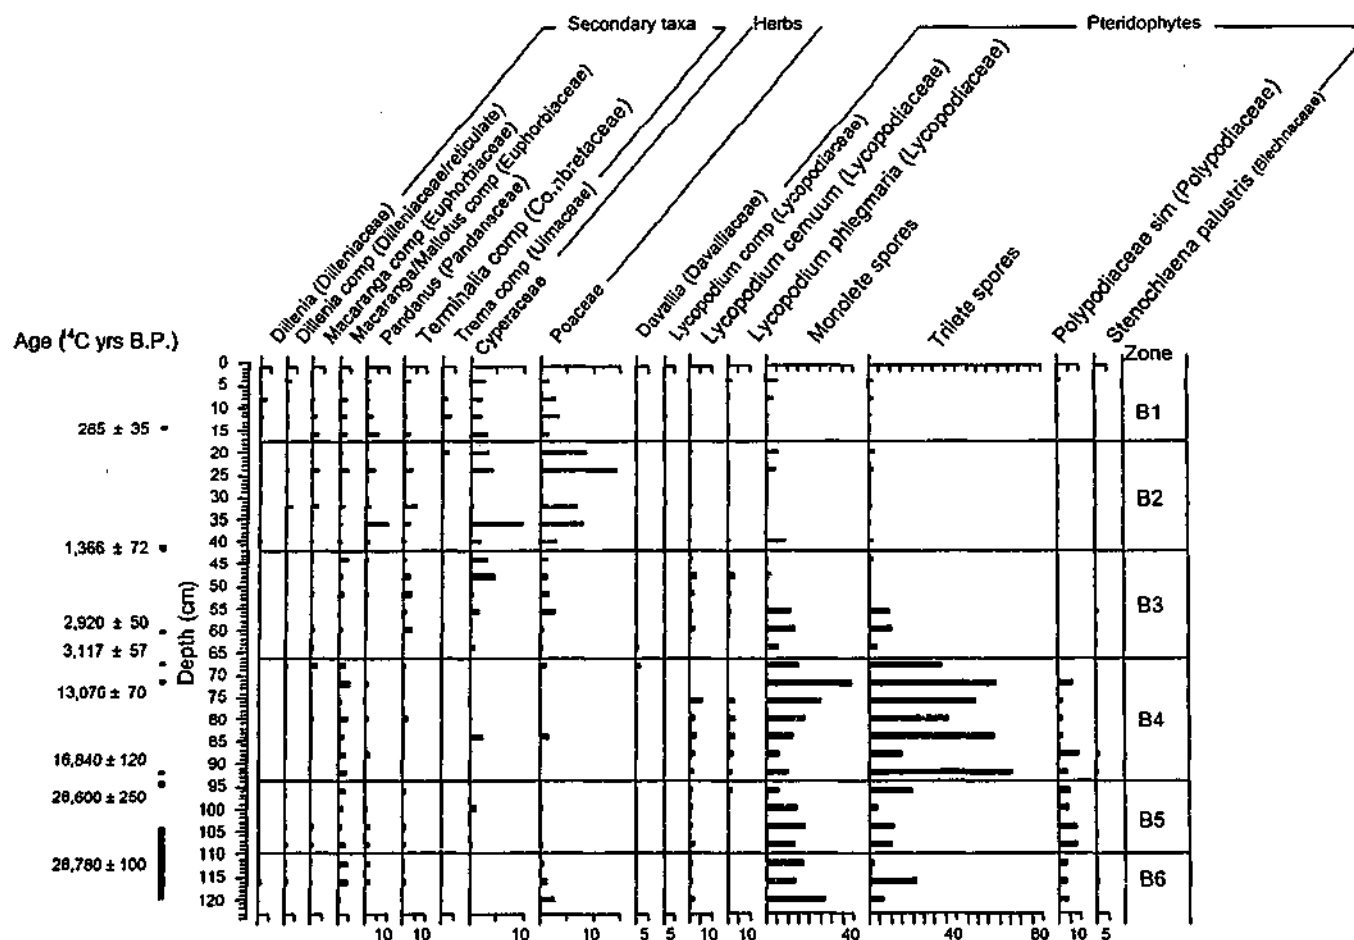 Secondary taxa
Herbs
Pteridophytes
Dillenia (Dilleniaceae)
Dillenia comp (Dilleniaceae/reticulate)
Macaranga comp (Euphorbiaceae)
Macaranga/Mallotus comp (Euphorbiaceae)
Pandanus (Pandanaceae)
Terminalia comp (Combretaceae)
Trema comp (Ulmaceae)
Cyperaceae
Poaceae
Davallia (Davalliaceae)
Lycopodium comp (Lycopodiaceae)
Lycopodium cernuum (Lycopodiaceae)
Lycopodium phlegmaria (Lycopodiaceae)
Monolete spores
Trilete spores
Polypodiaceae sim (Polypodiaceae)
Stenochlaena palustris (Blechnaceae)
Age (¹⁴C yrs B.P.)
Zone
0
5
10
B1
265 ± 35
15
20
25
30
B2
35
1,366 ± 72
40
45
50
Depth (cm)
55
B3
2,920 ± 50
60
3,117 ± 57
65
70
13,070 ± 70
75
80
B4
85
16,840 ± 120
90
95
26,600 ± 250
100
105
B5
110
26,780 ± 100
115
B6
120
10 10 10 10 5 5 10 10 40 40 80 10 5